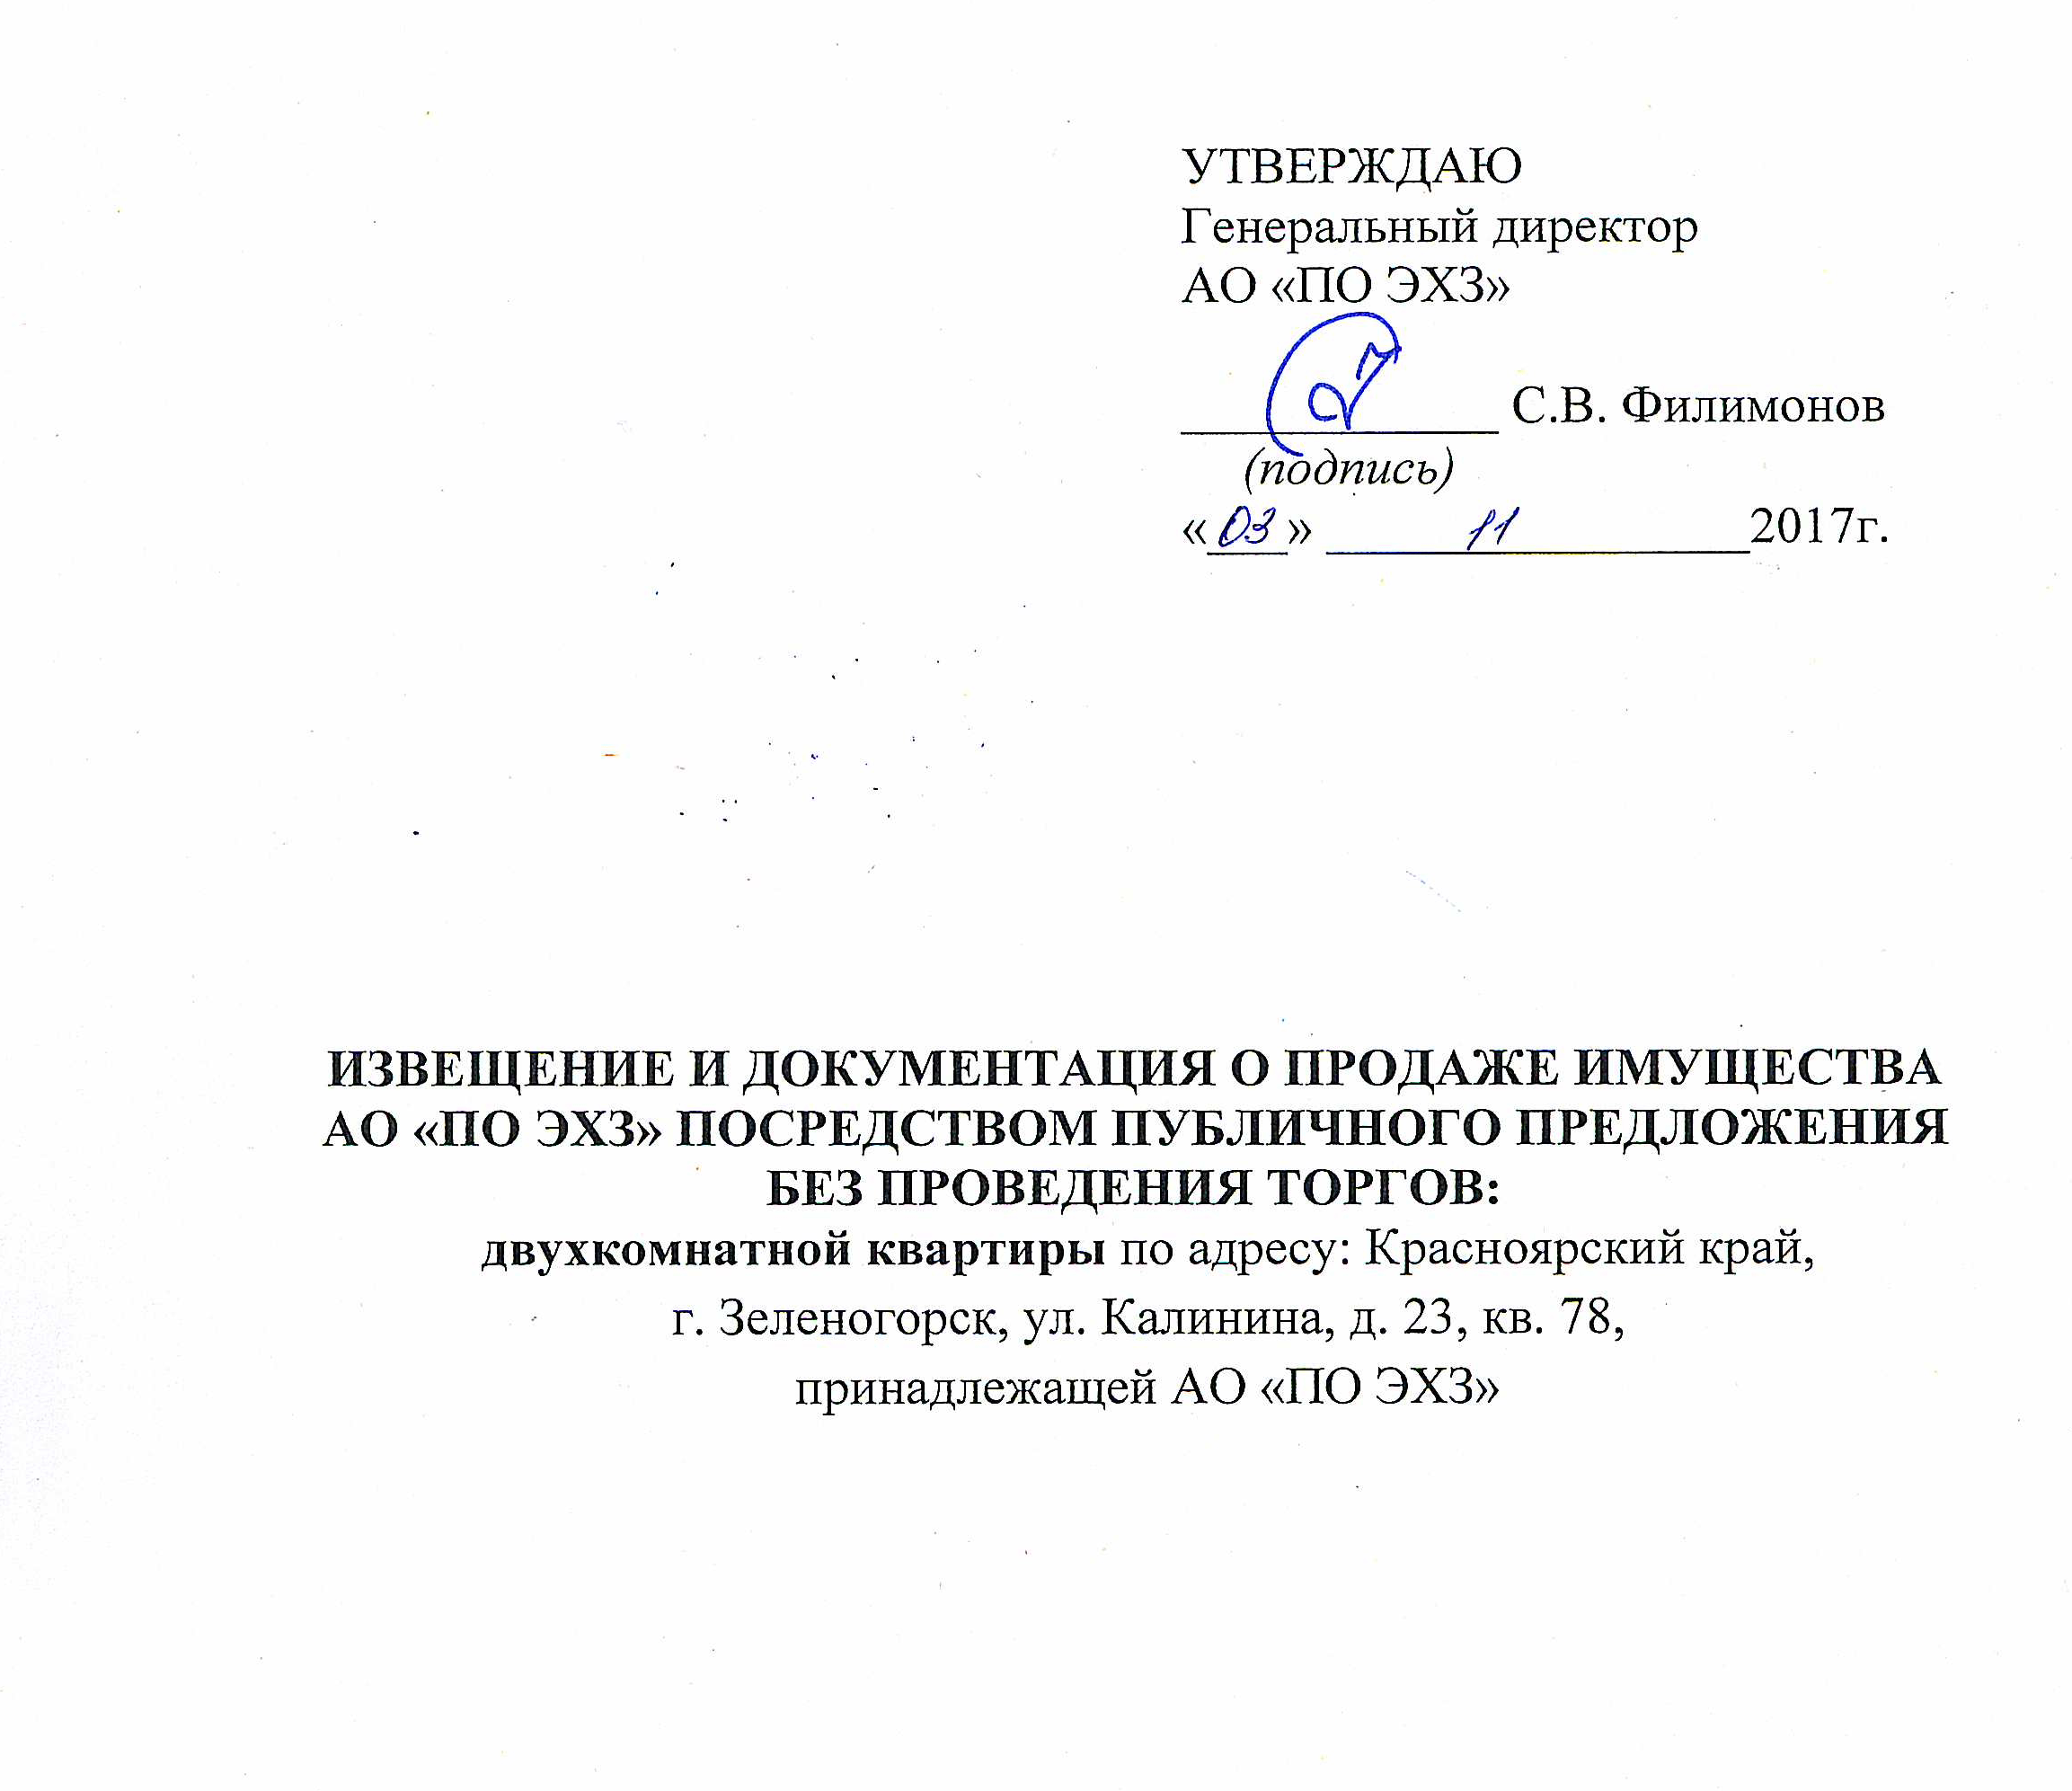 УТВЕРЖДАЮ
Генеральный директор
АО «ПО ЭХЗ»
____________ С.В. Филимонов
(подпись)
«03» 11 2017г.
ИЗВЕЩЕНИЕ И ДОКУМЕНТАЦИЯ О ПРОДАЖЕ ИМУЩЕСТВА
АО «ПО ЭХЗ» ПОСРЕДСТВОМ ПУБЛИЧНОГО ПРЕДЛОЖЕНИЯ
БЕЗ ПРОВЕДЕНИЯ ТОРГОВ:
двухкомнатной квартиры по адресу: Красноярский край,
г. Зеленогорск, ул. Калинина, д. 23, кв. 78,
принадлежащей АО «ПО ЭХЗ»